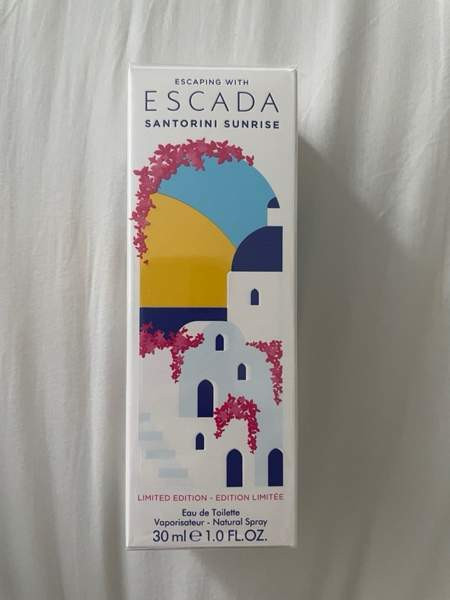 ESCAPING WITH
ESCADA
SANTORINI SUNRISE
LIMITED EDITION - EDITION LIMITÉE
Eau de Toilette
Vaporisateur - Natural Spray
30 ml ℮ 1.0 FL.OZ.